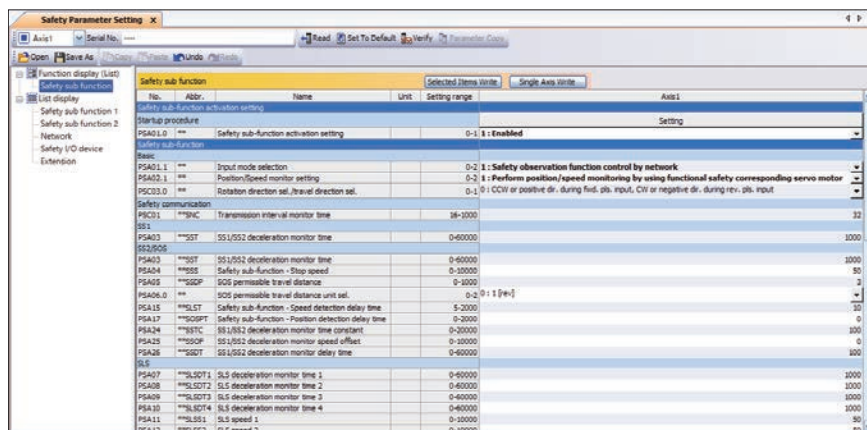 Safety Parameter Setting X
Axis1 Serial No. ---- Read Set To Default Verify Parameter Copy
Open Save As Copy Paste Undo Redo
Function display (List)
Safety sub function
List display
Safety sub function 1
Safety sub function 2
Network
Safety I/O device
Extension
Safety sub function Selected Items Write Single Axis Write
No. Abbr. Name Unit Setting range Axis1
Safety sub-function activation setting
Startup procedure Setting
PSA01.0 ** Safety sub-function activation setting 0-1 1 : Enabled
Safety sub-function
Basic
PSA01.1 ** Input mode selection 0-2 1 : Safety observation function control by network
PSA02.1 ** Position/Speed monitor setting 0-2 1 : Perform position/speed monitoring by using functional safety corresponding servo motor
PSC03.0 ** Rotation direction sel./travel direction sel. 0-1 0 : CCW or positive dir. during fwd. pls. input, CW or negative dir. during rev. pls. input
Safety communication
PSC01 **SNC Transmission interval monitor time 16-1000 32
SS1
PSA03 **SST SS1/SS2 deceleration monitor time 0-60000 1000
SS2/SOS
PSA03 **SST SS1/SS2 deceleration monitor time 0-60000 1000
PSA04 **SSS Safety sub-function - Stop speed 0-10000 50
PSA05 **SSDP SOS permissible travel distance 0-1000 3
PSA06.0 ** SOS permissible travel distance unit sel. 0-2 0 : 1 [rev]
PSA15 **SLST Safety sub-function - Speed detection delay time 5-2000 10
PSA17 **SOSPT Safety sub-function - Position detection delay time 0-2000 0
PSA24 **SSTC SS1/SS2 deceleration monitor time constant 0-20000 100
PSA25 **SSOF SS1/SS2 deceleration monitor speed offset 0-10000 0
PSA26 **SSDT SS1/SS2 deceleration monitor delay time 0-60000 100
SLS
PSA07 **SLSDT1 SLS deceleration monitor time 1 0-60000 1000
PSA08 **SLSDT2 SLS deceleration monitor time 2 0-60000 1000
PSA09 **SLSDT3 SLS deceleration monitor time 3 0-60000 1000
PSA10 **SLSDT4 SLS deceleration monitor time 4 0-60000 1000
PSA11 **SLSS1 SLS speed 1 0-10000 50